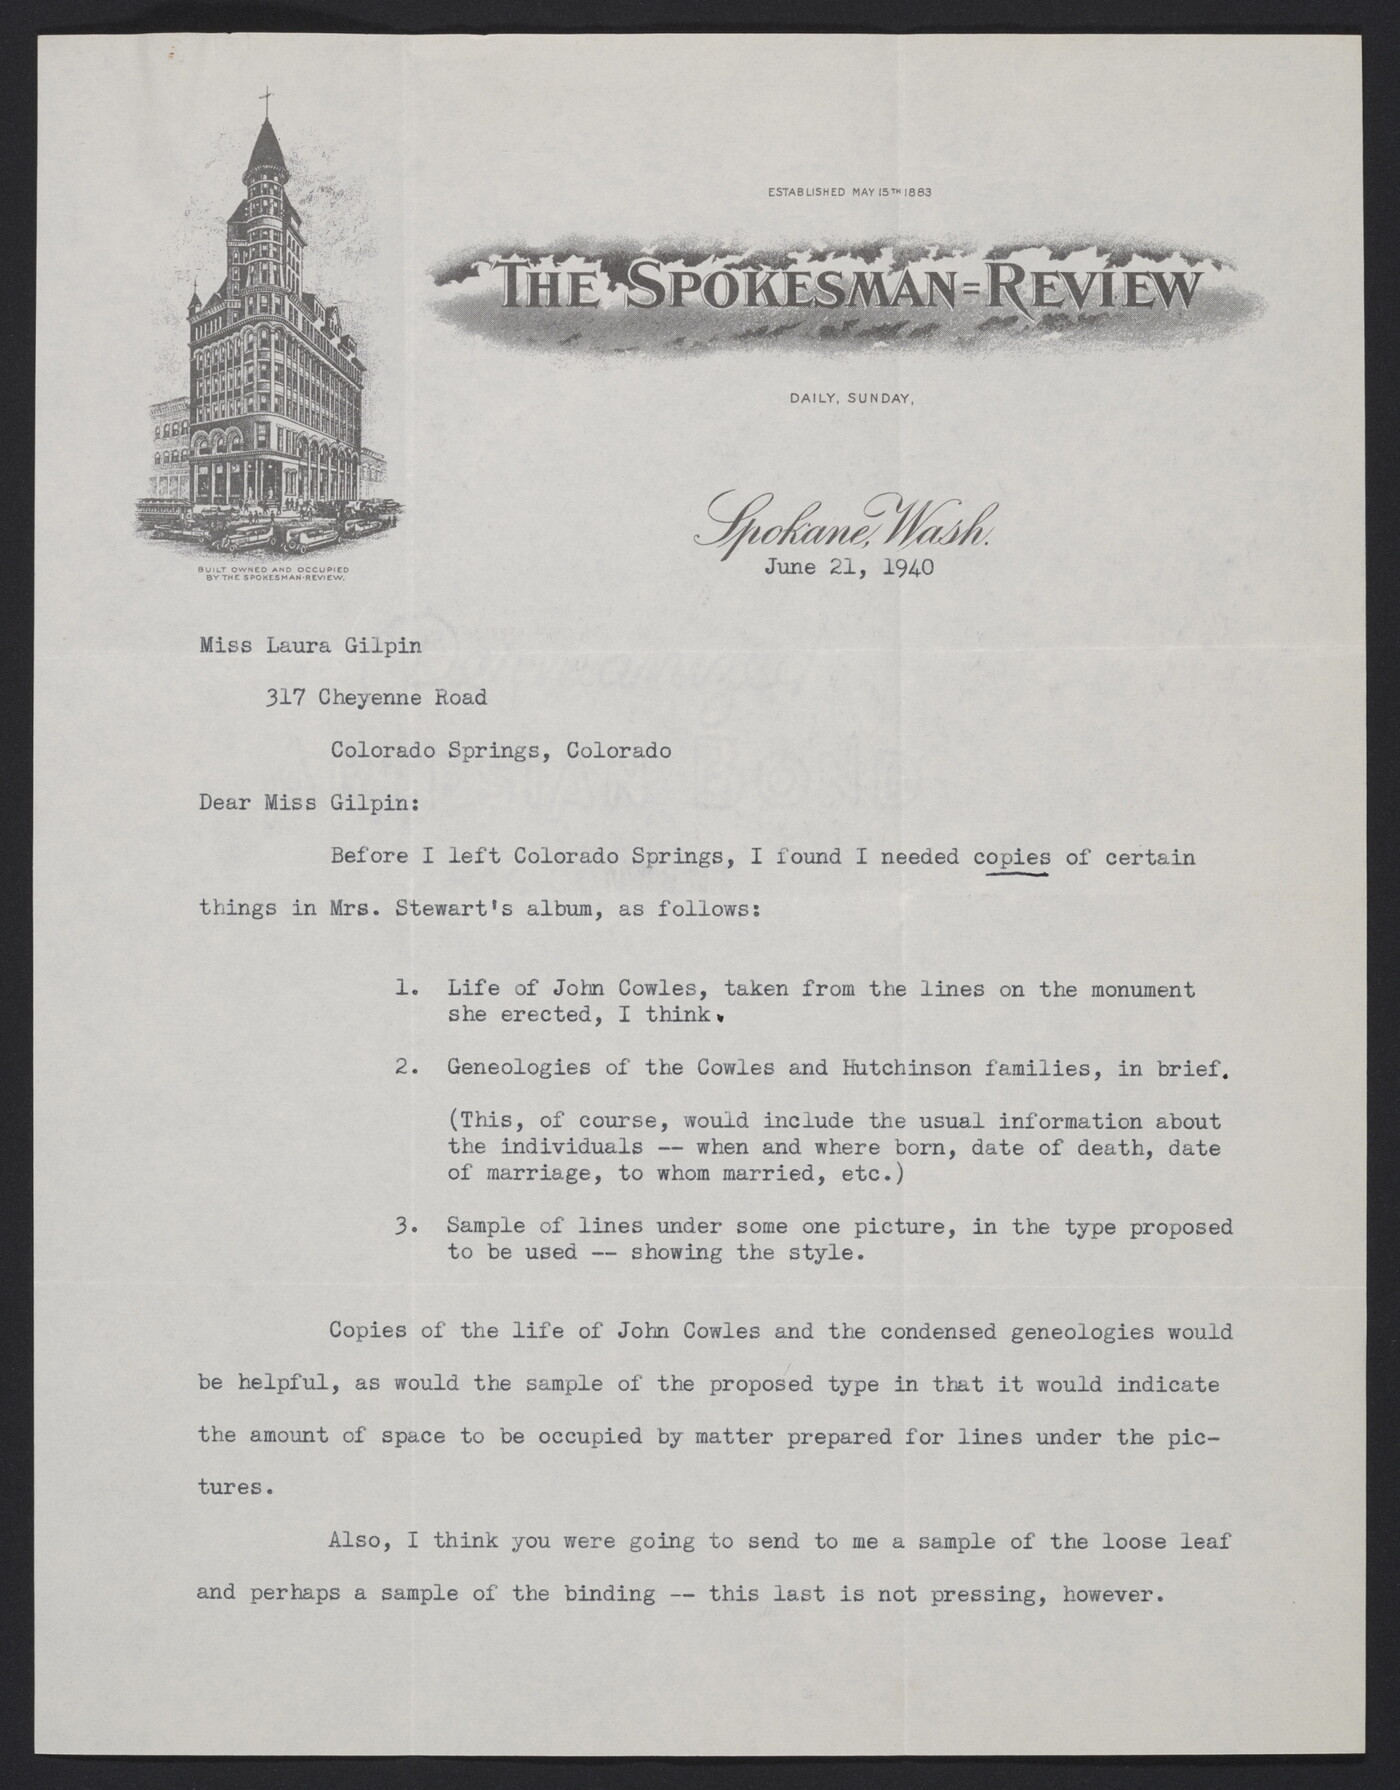 ESTABLISHED MAY 15TH 1883
THE SPOKESMAN=REVIEW
DAILY, SUNDAY,
BUILT OWNED AND OCCUPIED
BY THE SPOKESMAN-REVIEW.
Spokane, Wash.
June 21, 1940
Miss Laura Gilpin
317 Cheyenne Road
Colorado Springs, Colorado
Dear Miss Gilpin:
Before I left Colorado Springs, I found I needed copies of certain
things in Mrs. Stewart's album, as follows:
1. Life of John Cowles, taken from the lines on the monument
she erected, I think.
2. Geneologies of the Cowles and Hutchinson families, in brief.
(This, of course, would include the usual information about
the individuals -- when and where born, date of death, date
of marriage, to whom married, etc.)
3. Sample of lines under some one picture, in the type proposed
to be used -- showing the style.
Copies of the life of John Cowles and the condensed geneologies would
be helpful, as would the sample of the proposed type in that it would indicate
the amount of space to be occupied by matter prepared for lines under the pic-
tures.
Also, I think you were going to send to me a sample of the loose leaf
and perhaps a sample of the binding -- this last is not pressing, however.